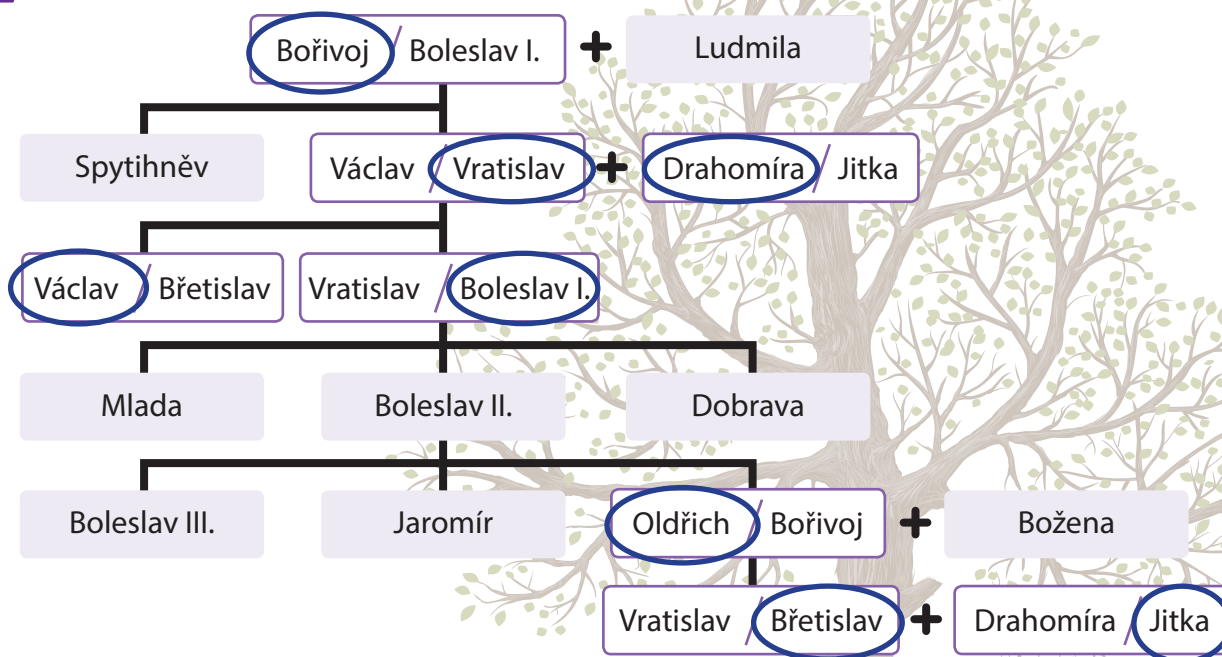 Bořivoj / Boleslav I. + Ludmila
Spytihněv Václav / Vratislav + Drahomíra / Jitka
Václav / Břetislav Vratislav / Boleslav I.
Mlada Boleslav II. Dobrava
Boleslav III. Jaromír Oldřich / Bořivoj + Božena
Vratislav / Břetislav + Drahomíra / Jitka